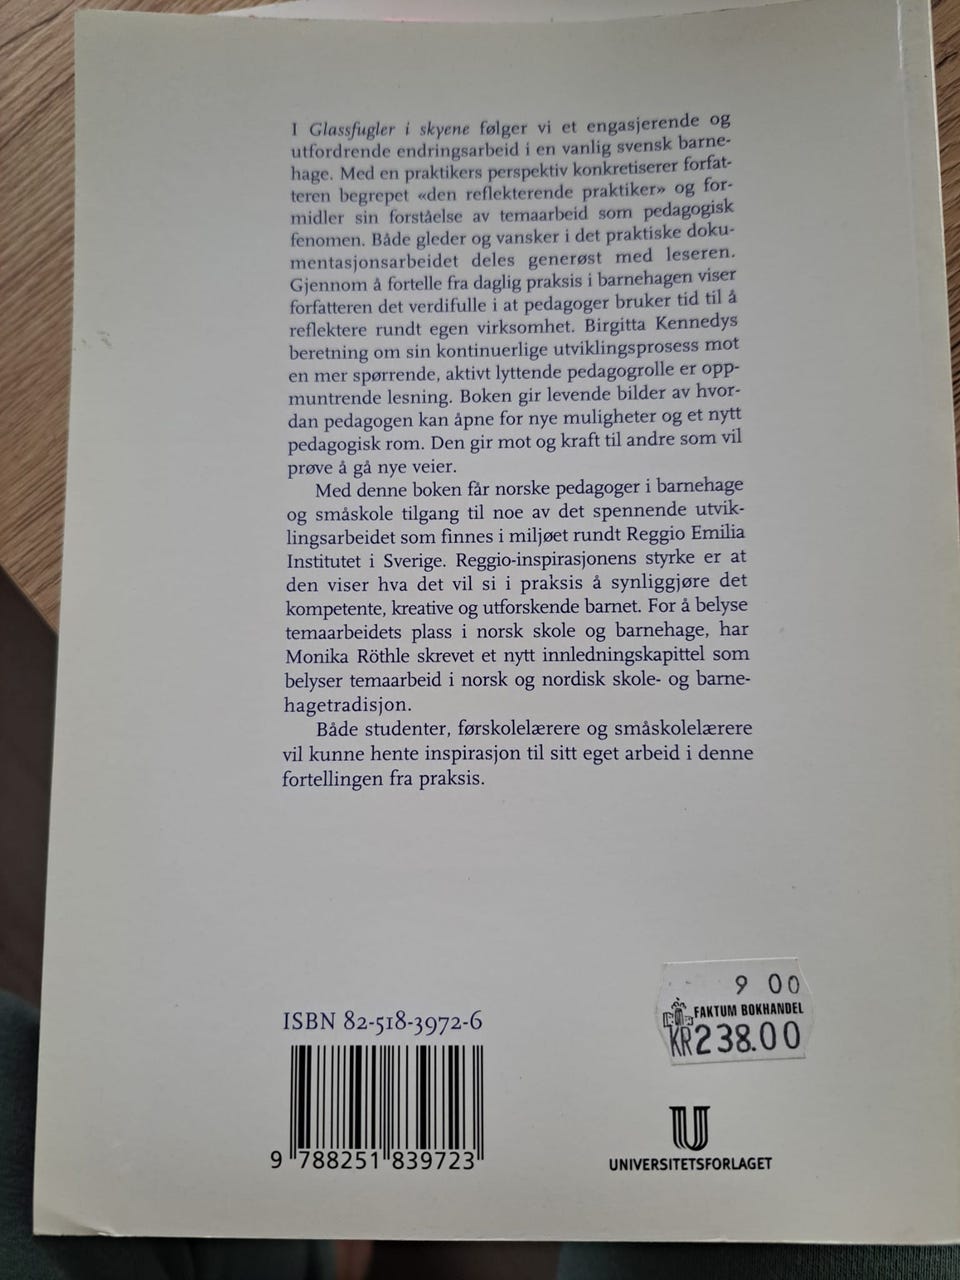 I Glassfugler i skyene følger vi et engasjerende og
utfordrende endringsarbeid i en vanlig svensk barne-
hage. Med en praktikers perspektiv konkretiserer forfat-
teren begrepet «den reflekterende praktiker» og for-
midler sin forståelse av temaarbeid som pedagogisk
fenomen. Både gleder og vansker i det praktiske doku-
mentasjonsarbeidet deles generøst med leseren.
Gjennom å fortelle fra daglig praksis i barnehagen viser
forfatteren det verdifulle i at pedagoger bruker tid til å
reflektere rundt egen virksomhet. Birgitta Kennedys
beretning om sin kontinuerlige utviklingsprosess mot
en mer spørrende, aktivt lyttende pedagogrolle er opp-
muntrende lesning. Boken gir levende bilder av hvor-
dan pedagogen kan åpne for nye muligheter og et nytt
pedagogisk rom. Den gir mot og kraft til andre som vil
prøve å gå nye veier.
Med denne boken får norske pedagoger i barnehage
og småskole tilgang til noe av det spennende utvik-
lingsarbeidet som finnes i miljøet rundt Reggio Emilia
Institutet i Sverige. Reggio-inspirasjonens styrke er at
den viser hva det vil si i praksis å synliggjøre det
kompetente, kreative og utforskende barnet. For å belyse
temaarbeidets plass i norsk skole og barnehage, har
Monika Röthle skrevet et nytt innledningskapittel som
belyser temaarbeid i norsk og nordisk skole- og barne-
hagetradisjon.
Både studenter, førskolelærere og småskolelærere
vil kunne hente inspirasjon til sitt eget arbeid i denne
fortellingen fra praksis.
9 00
FAKTUM BOKHANDEL
KR238.00
ISBN 82-518-3972-6
9 788251 839723
UNIVERSITETSFORLAGET